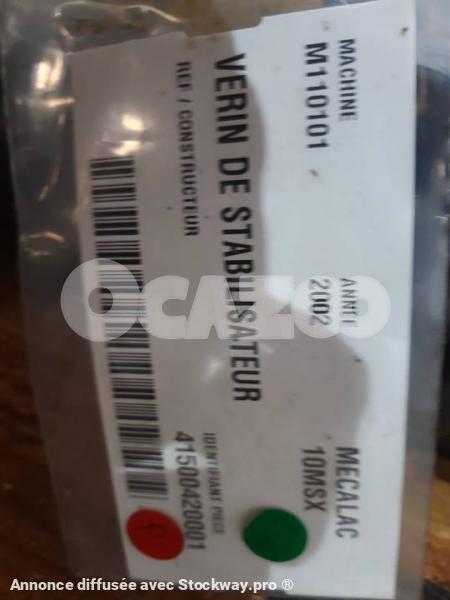 MACHINE
M110101
ANNÉE
2002
MECALAC
10MSX
VERIN DE STABILISATEUR
REF / CONSTRUCTEUR
IDENTIFIANT PIECE
41500420001
OCAZOO
Annonce diffusée avec Stockway.pro ®